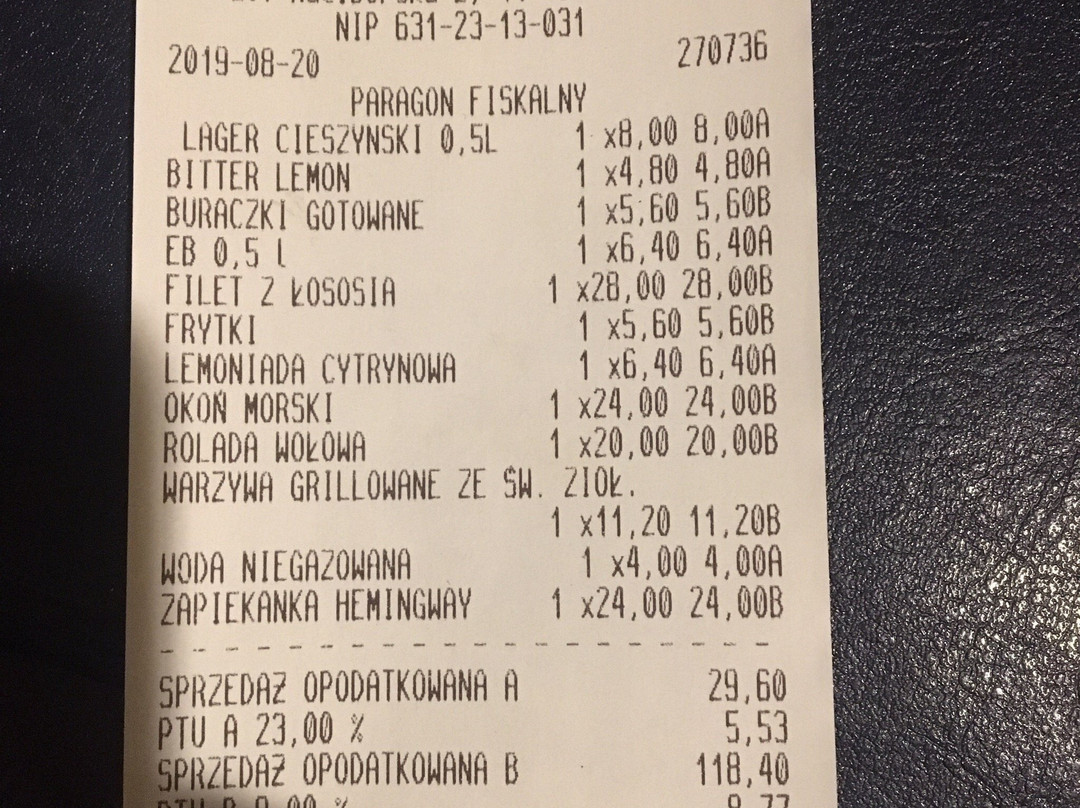 NIP 631-23-13-031
2019-08-20 270736
PARAGON FISKALNY
LAGER CIESZYNSKI 0,5L 1 x8,00 8,00A
BITTER LEMON 1 x4,80 4,80A
BURACZKI GOTOWANE 1 x5,60 5,60B
EB 0,5 l 1 x6,40 6,40A
FILET Z ŁOSOSIA 1 x28,00 28,00B
FRYTKI 1 x5,60 5,60B
LEMONIADA CYTRYNOWA 1 x6,40 6,40A
OKOŃ MORSKI 1 x24,00 24,00B
ROLADA WOŁOWA 1 x20,00 20,00B
WARZYWA GRILLOWANE ZE ŚW. ZIOŁ.
1 x11,20 11,20B
WODA NIEGAZOWANA 1 x4,00 4,00A
ZAPIEKANKA HEMINGWAY 1 x24,00 24,00B
SPRZEDAŻ OPODATKOWANA A 29,60
PTU A 23,00 % 5,53
SPRZEDAŻ OPODATKOWANA B 118,40